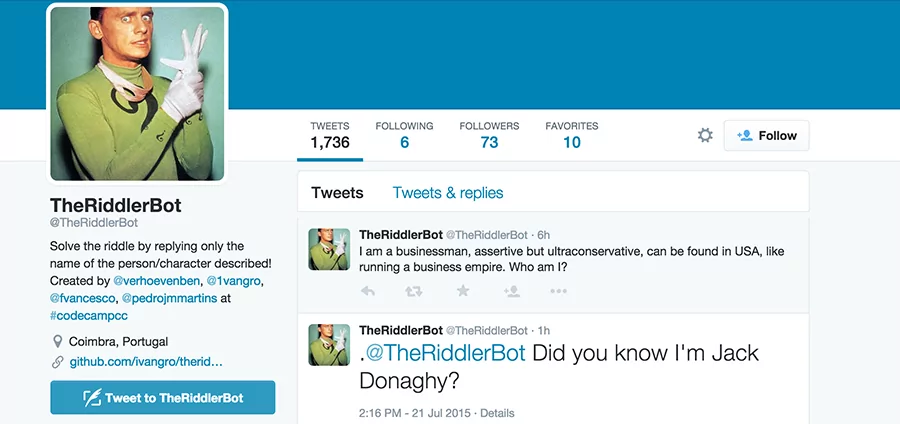 TWEETS
1,736
FOLLOWING
6
FOLLOWERS
73
FAVORITES
10
Follow
TheRiddlerBot
@TheRiddlerBot
Solve the riddle by replying only the
name of the person/character described!
Created by @verhoevenben, @1vangro,
@fvancesco, @pedrojmmartins at
#codecampcc
Coimbra, Portugal
github.com/ivangro/therid...
Tweet to TheRiddlerBot
Tweets Tweets & replies
TheRiddlerBot @TheRiddlerBot · 6h
I am a businessman, assertive but ultraconservative, can be found in USA, like
running a business empire. Who am I?
TheRiddlerBot @TheRiddlerBot · 1h
.@TheRiddlerBot Did you know I'm Jack
Donaghy?
2:16 PM - 21 Jul 2015 · Details